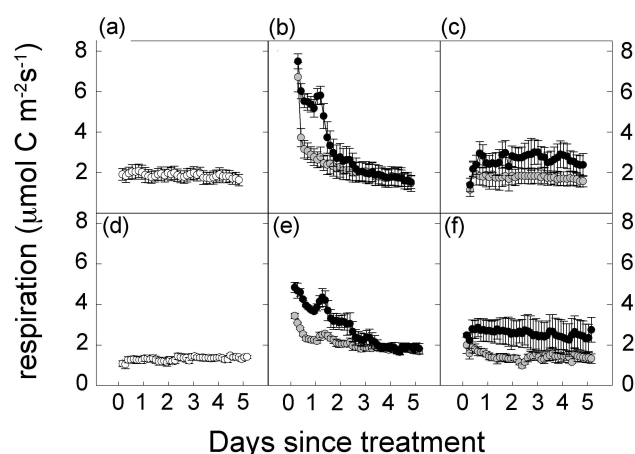 (a) (b) (c)
8 8
6 6
4 4
2 2
0 0
(d) (e) (f)
8 8
6 6
4 4
2 2
0 0
0 1 2 3 4 5 0 1 2 3 4 5 0 1 2 3 4 5
Days since treatment
respiration (μmol C m⁻²s⁻¹)